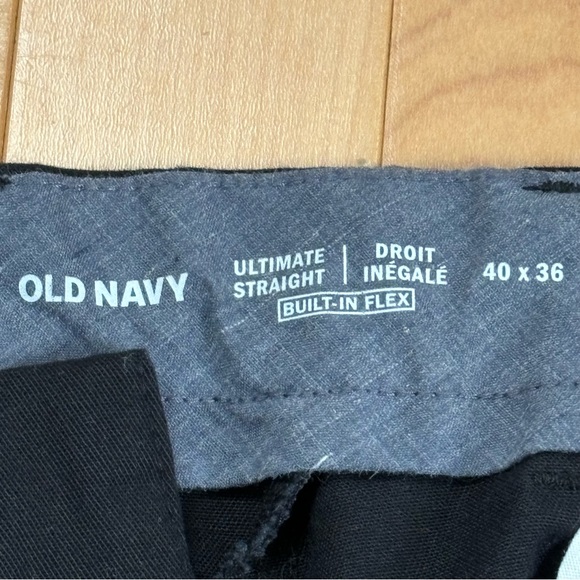 OLD NAVY
ULTIMATE
STRAIGHT
BUILT-IN FLEX
DROIT
INÉGALÉ
40 x 36